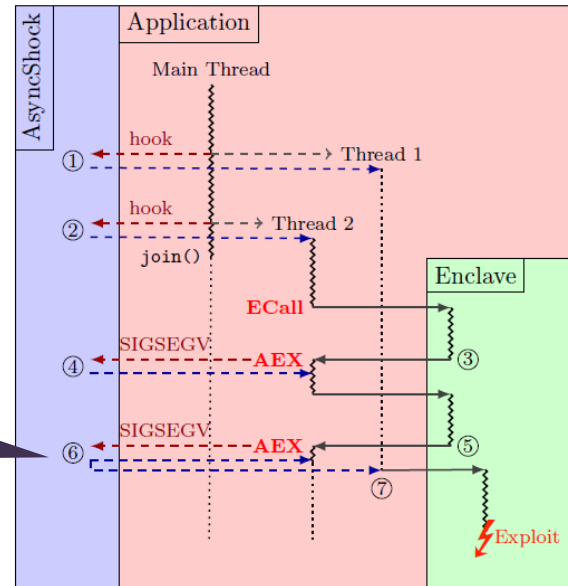 AsyncShock
Application
Main Thread
hook
① Thread 1
hook
② Thread 2
join()
Enclave
ECall
SIGSEGV
④ AEX ③
SIGSEGV
AEX ⑤
⑥
⑦
Exploit